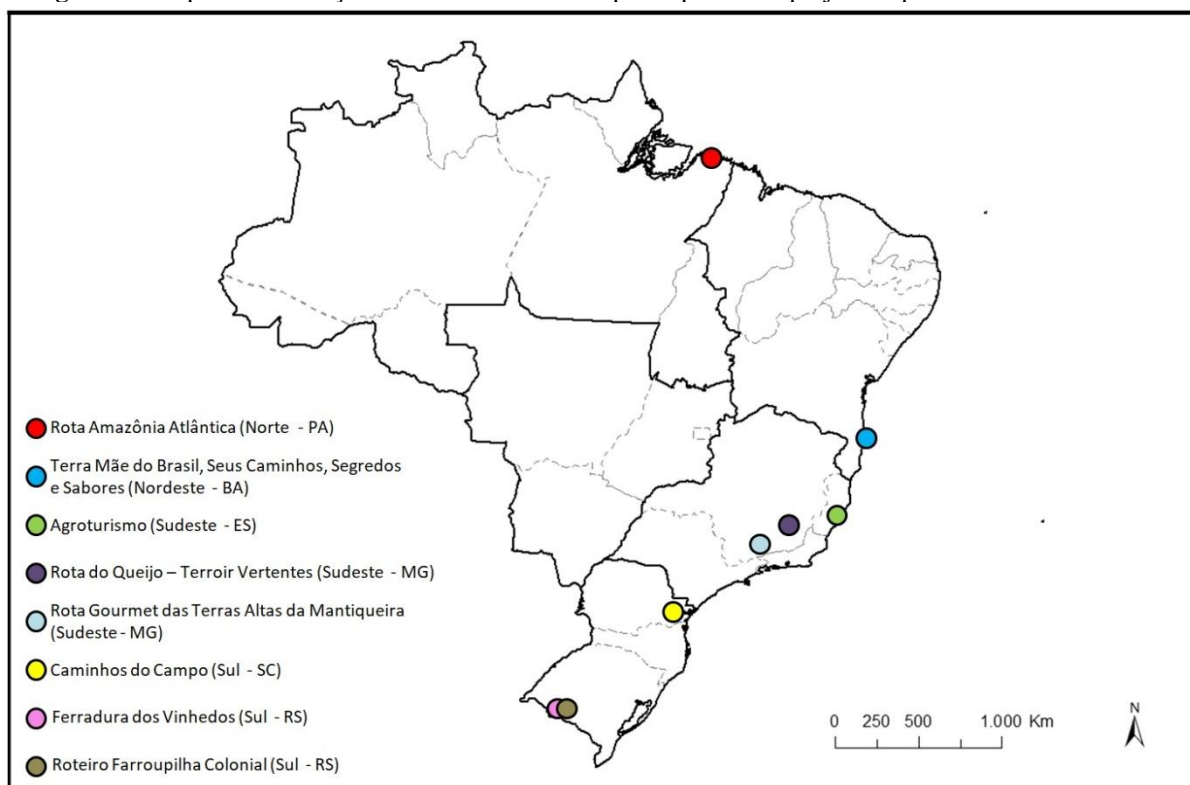 Rota Amazônia Atlântica (Norte - PA)
Terra Mãe do Brasil, Seus Caminhos, Segredos
e Sabores (Nordeste - BA)
Agroturismo (Sudeste - ES)
Rota do Queijo – Terroir Vertentes (Sudeste - MG)
Rota Gourmet das Terras Altas da Mantiqueira
(Sudeste - MG)
Caminhos do Campo (Sul - SC)
Ferradura dos Vinhedos (Sul - RS)
Roteiro Farroupilha Colonial (Sul - RS)
0 250 500 1.000 Km
N